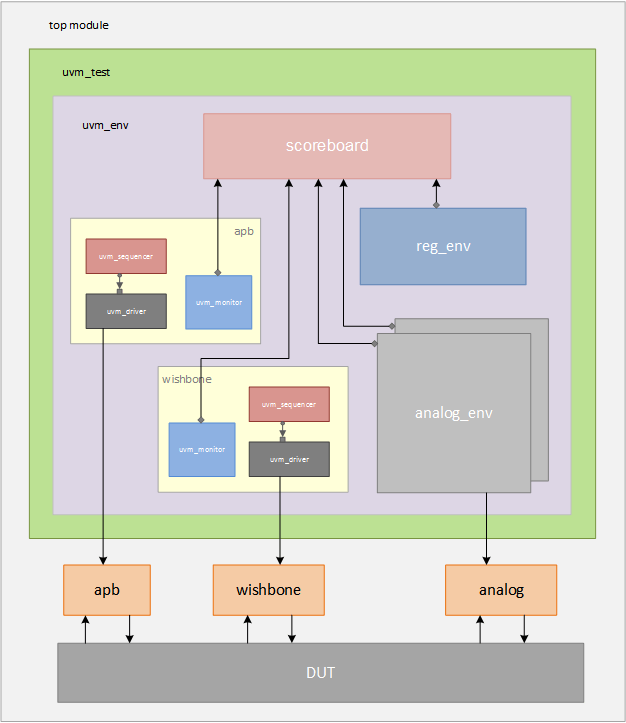 top module
uvm_test
uvm_env
scoreboard
apb
reg_env
uvm_sequencer
uvm_monitor
uvm_driver
wishbone
uvm_sequencer
analog_env
uvm_monitor
uvm_driver
apb
wishbone
analog
DUT